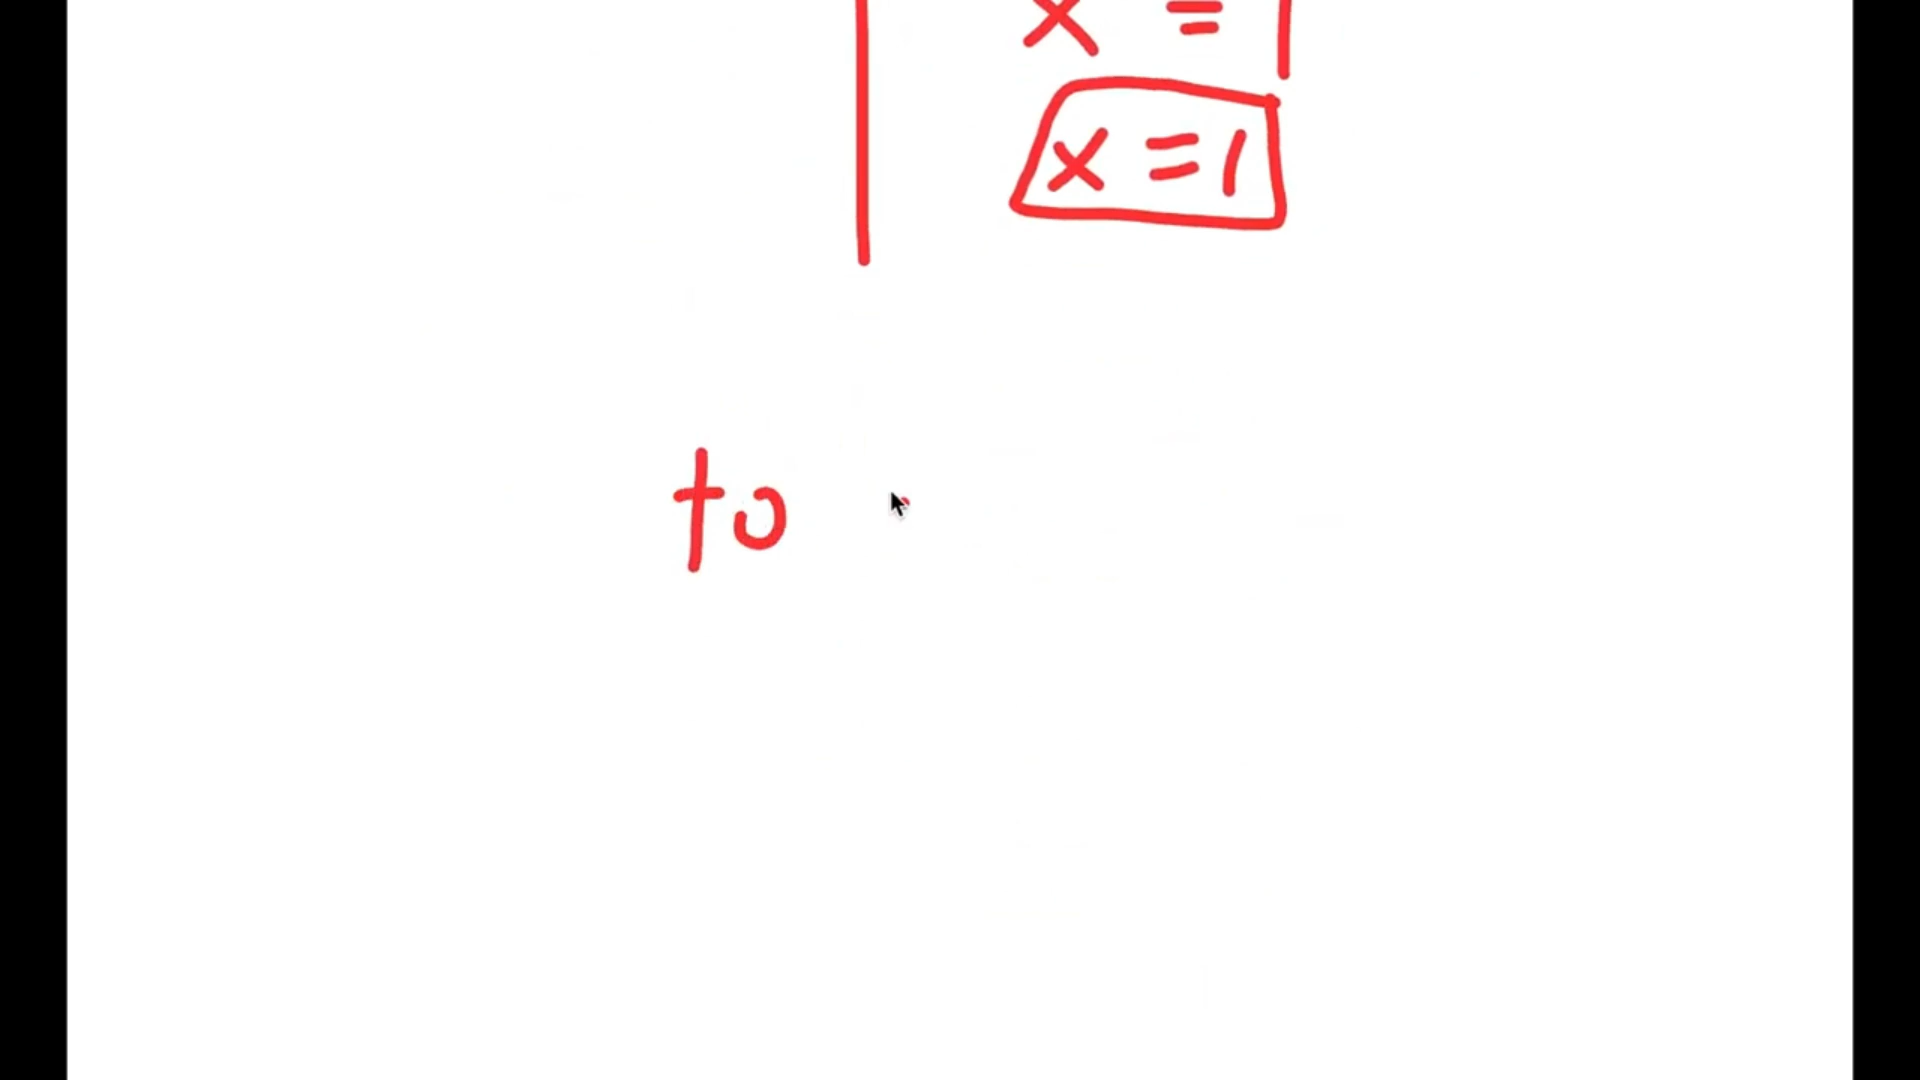 x = 1
x = 1
to